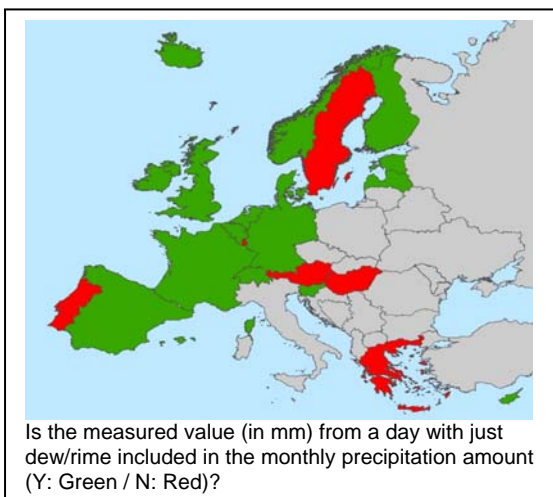 Is the measured value (in mm) from a day with just
dew/rime included in the monthly precipitation amount
(Y: Green / N: Red)?